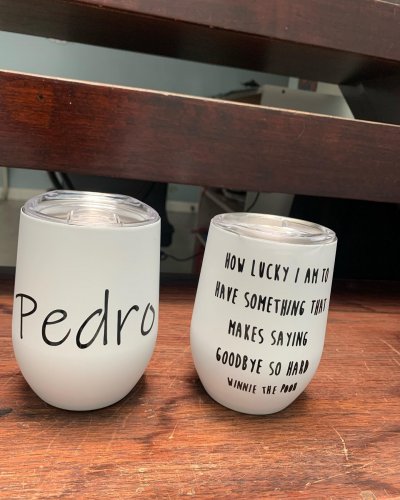 Pedro
HOW LUCKY I AM TO
HAVE SOMETHING THAT
MAKES SAYING
GOODBYE SO HARD
WINNIE THE POOH